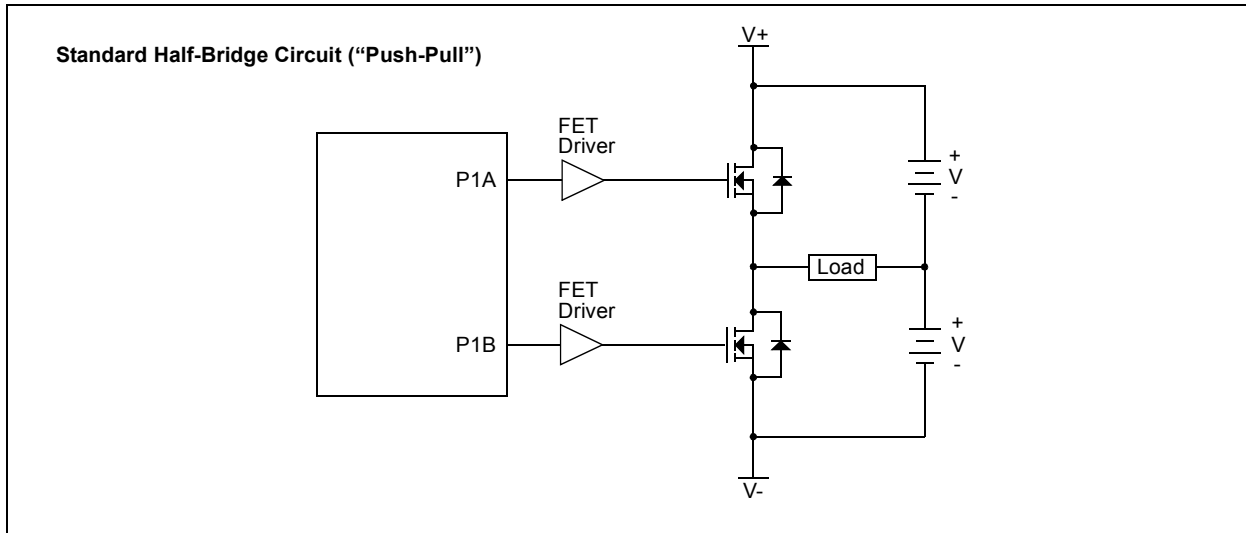 Standard Half-Bridge Circuit (“Push-Pull”)
V+
FET
Driver
P1A
+
V
-
Load
FET
Driver
P1B
+
V
-
V-